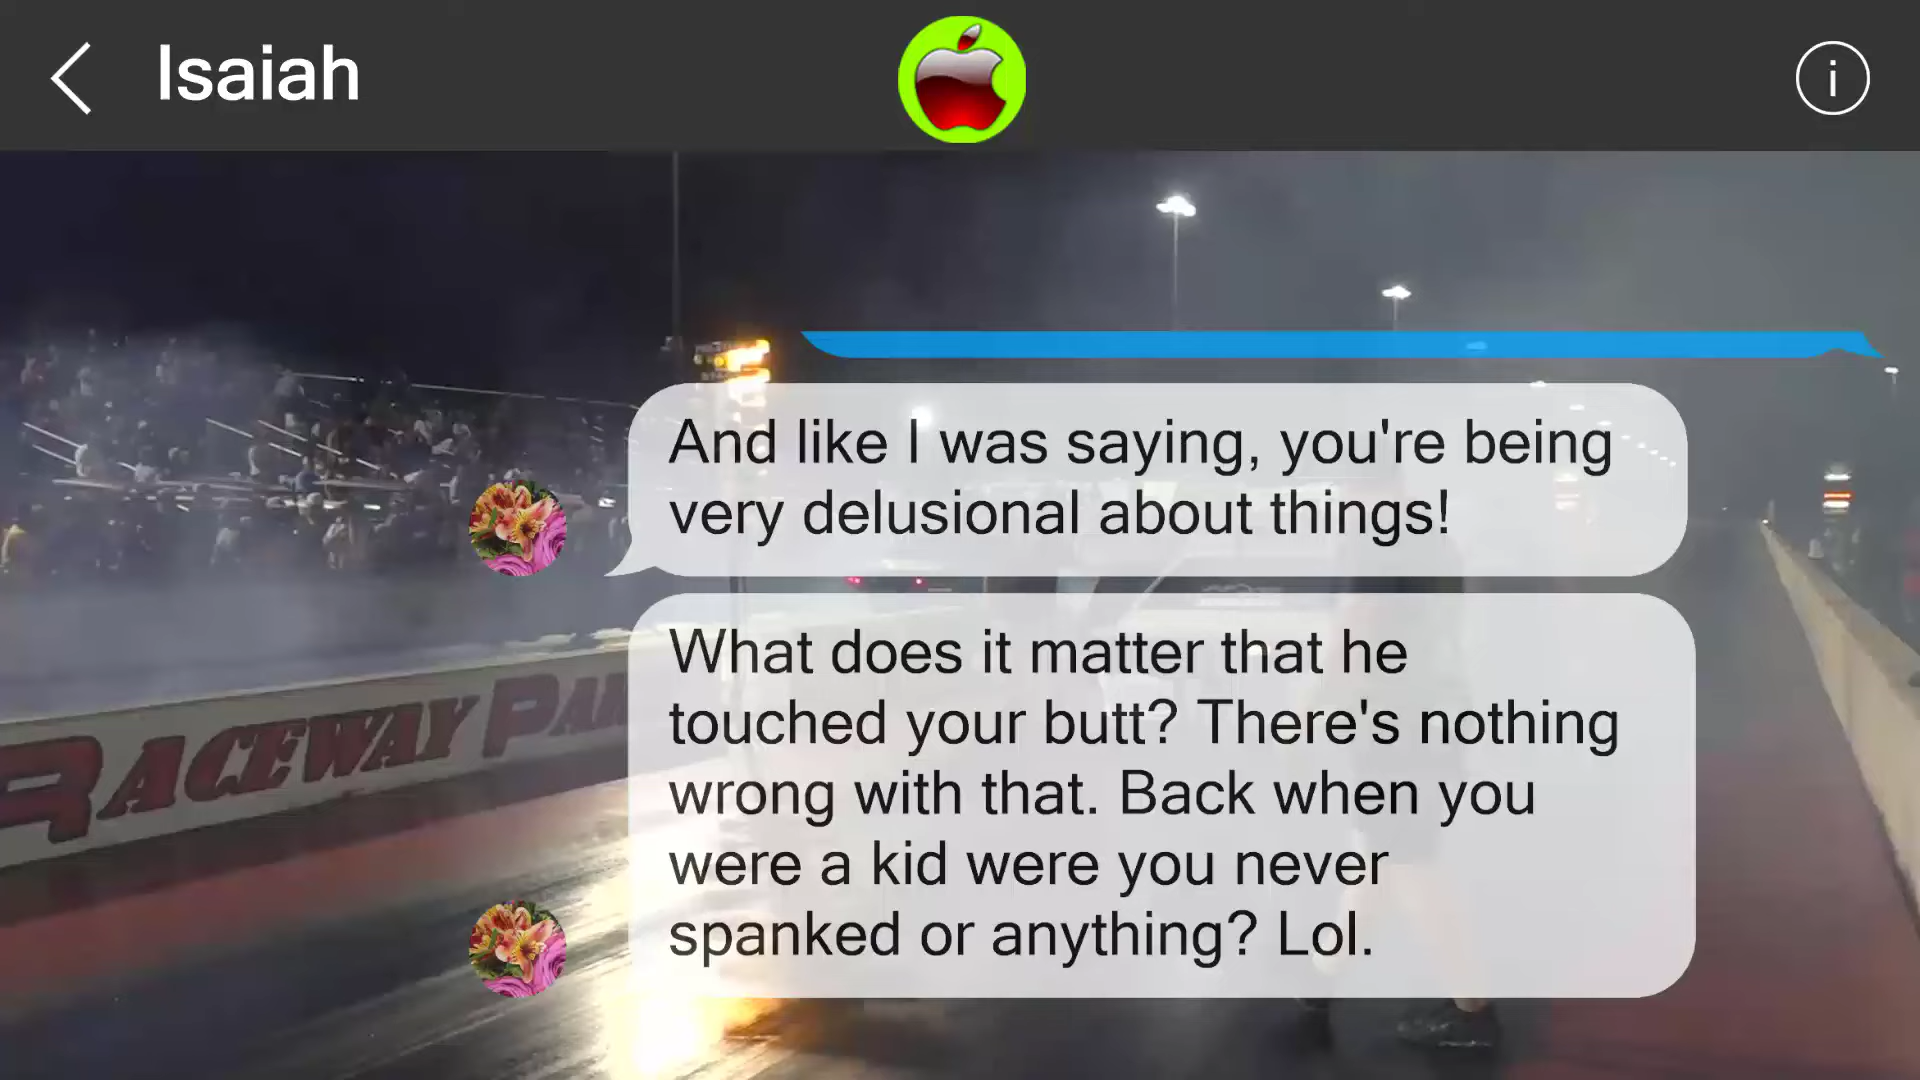 Isaiah
And like I was saying, you're being
very delusional about things!
What does it matter that he
touched your butt? There's nothing
wrong with that. Back when you
were a kid were you never
spanked or anything? Lol.
RACEWAY